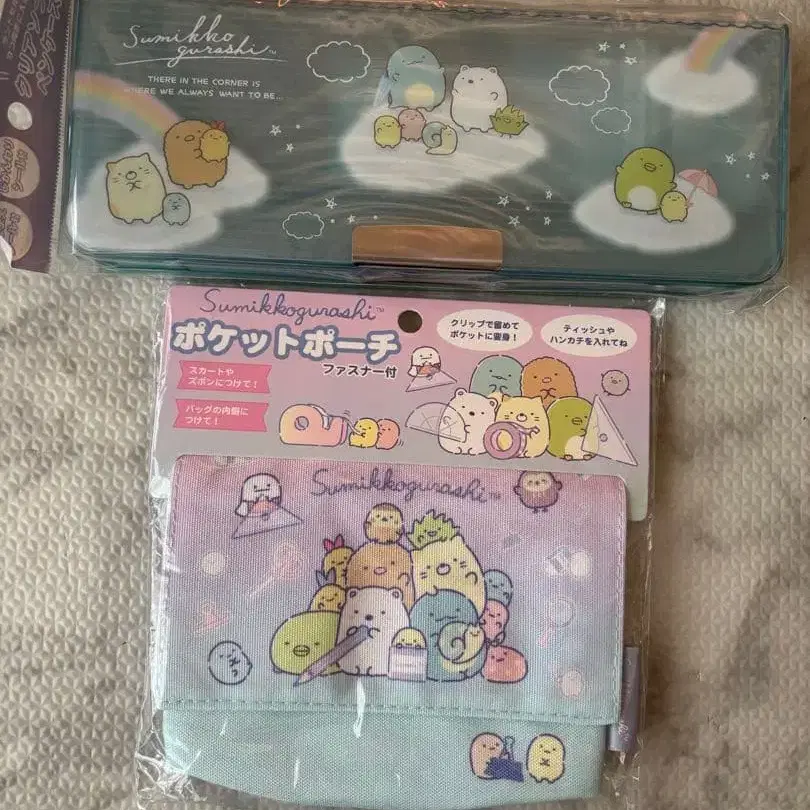 Sumikko
gurashi™
THERE IN THE CORNER IS
WHERE WE ALWAYS WANT TO BE...
Sumikkogurashi™
ポケットポーチ
ファスナー付
クリップで留めて
ポケットに変身！
ティッシュや
ハンカチを入れてね
スカートや
ズボンにつけて！
バッグの内側に
つけて！
Sumikkogurashi™